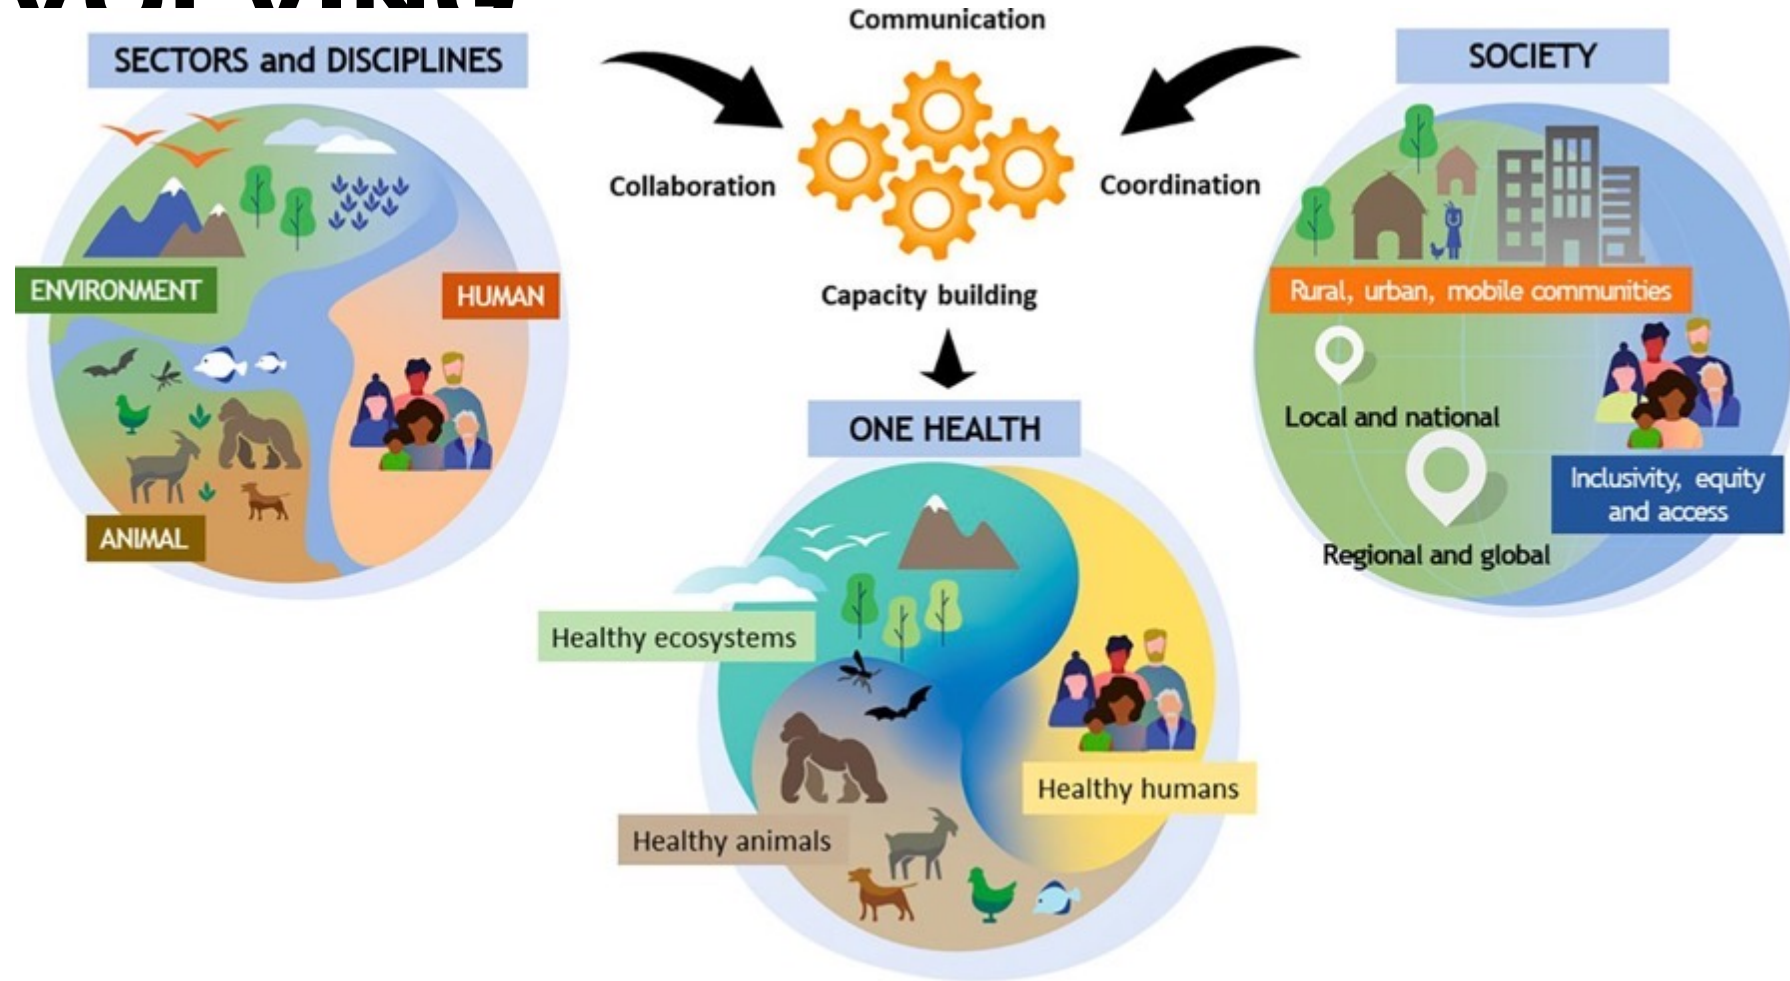 SECTORS and DISCIPLINES
Communication
SOCIETY
Collaboration
Coordination
Capacity building
ENVIRONMENT
HUMAN
ANIMAL
Rural, urban, mobile communities
Local and national
Inclusivity, equity
and access
Regional and global
ONE HEALTH
Healthy ecosystems
Healthy humans
Healthy animals